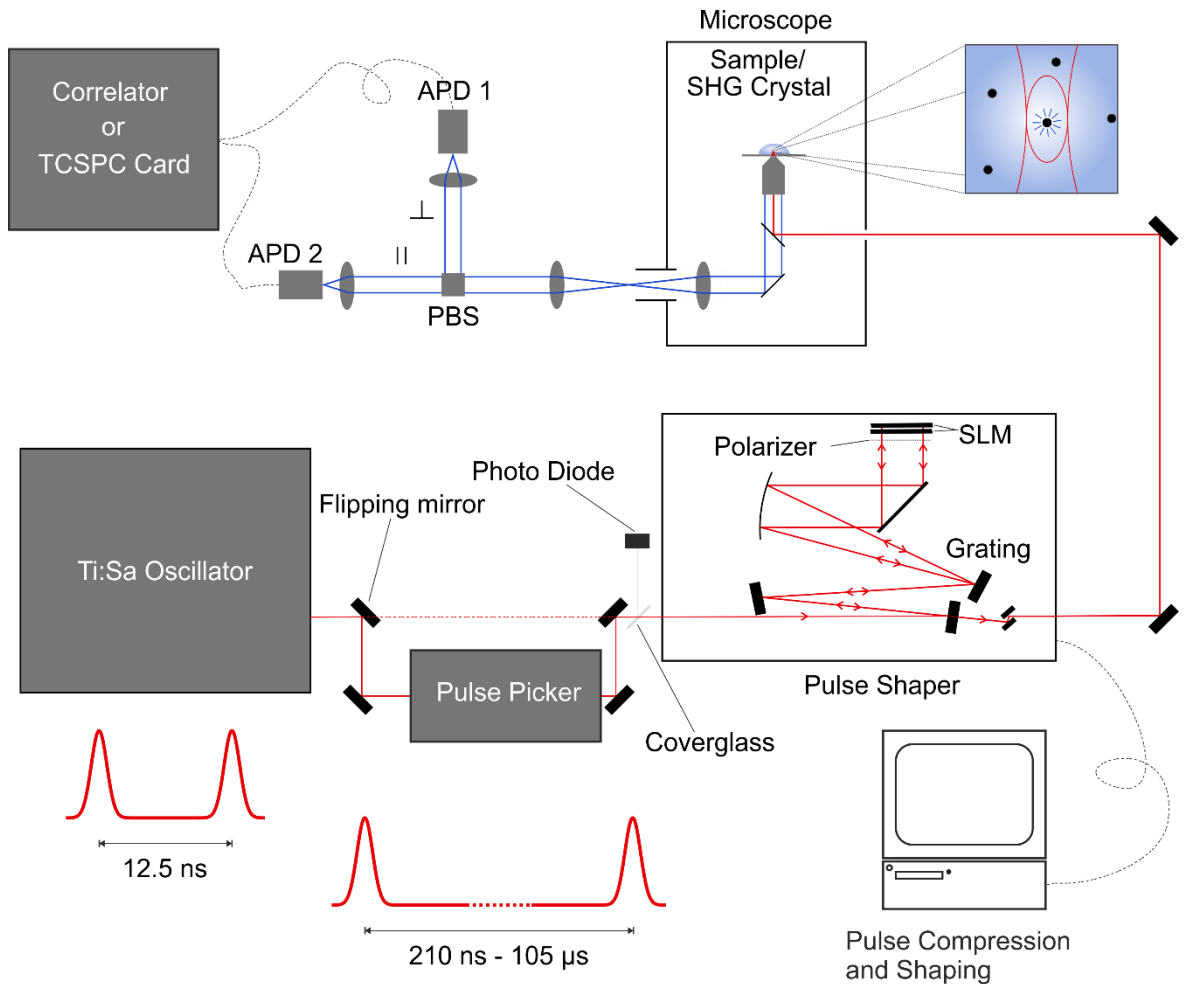 Microscope
Correlator
or
TCSPC Card
APD 1
Sample/
SHG Crystal
⊥
APD 2
||
PBS
Ti:Sa Oscillator
Flipping mirror
Pulse Picker
Photo Diode
Coverglass
Polarizer
SLM
Grating
Pulse Shaper
12.5 ns
210 ns - 105 µs
Pulse Compression
and Shaping